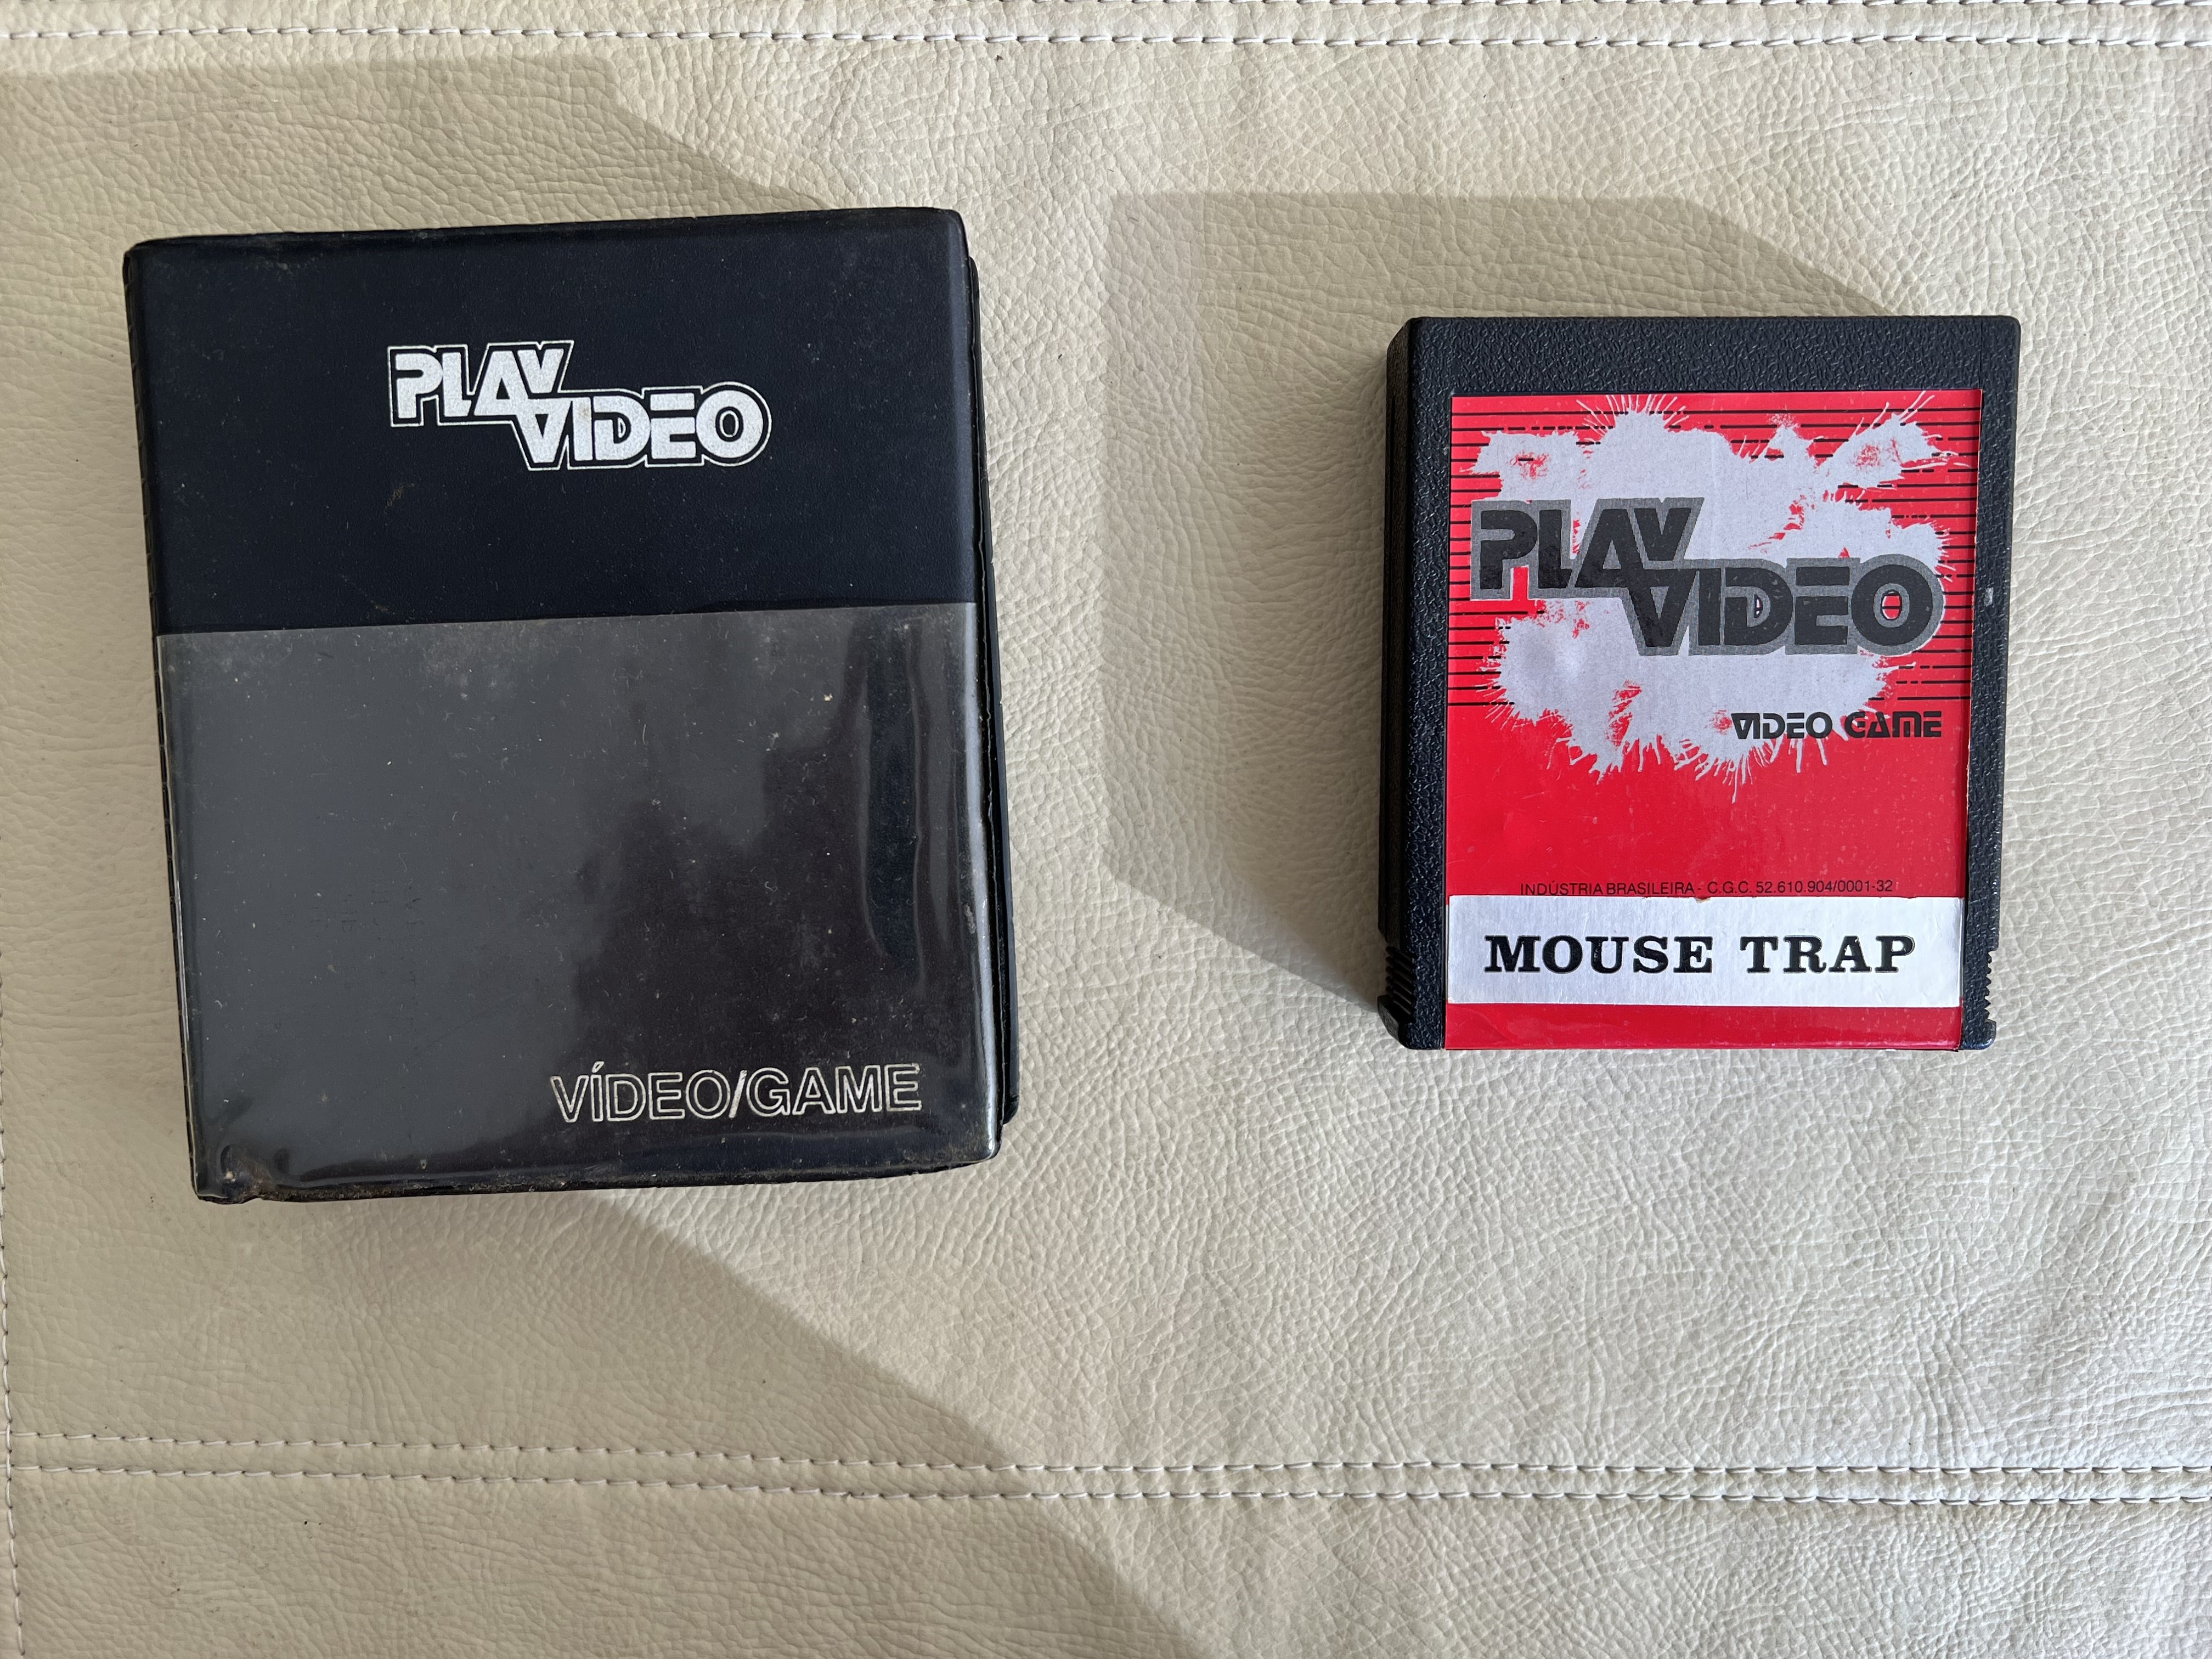 PLAY
VIDEO
VÍDEO/GAME
PLAY
VIDEO
VIDEO GAME
INDÚSTRIA BRASILEIRA - C.G.C. 52.610.904/0001-32
MOUSE TRAP